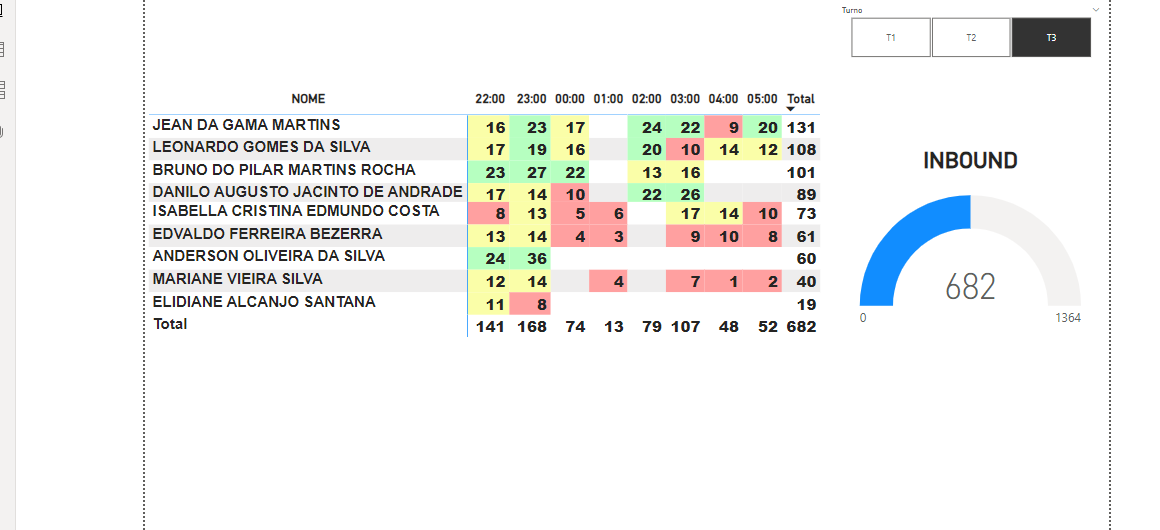 Turno
T1 T2 T3
NOME 22:00 23:00 00:00 01:00 02:00 03:00 04:00 05:00 Total
JEAN DA GAMA MARTINS 16 23 17 24 22 9 20 131
LEONARDO GOMES DA SILVA 17 19 16 20 10 14 12 108
BRUNO DO PILAR MARTINS ROCHA 23 27 22 13 16 101
DANILO AUGUSTO JACINTO DE ANDRADE 17 14 10 22 26 89
ISABELLA CRISTINA EDMUNDO COSTA 8 13 5 6 17 14 10 73
EDVALDO FERREIRA BEZERRA 13 14 4 3 9 10 8 61
ANDERSON OLIVEIRA DA SILVA 24 36 60
MARIANE VIEIRA SILVA 12 14 4 7 1 2 40
ELIDIANE ALCANJO SANTANA 11 8 19
Total 141 168 74 13 79 107 48 52 682
INBOUND
682
0 1364